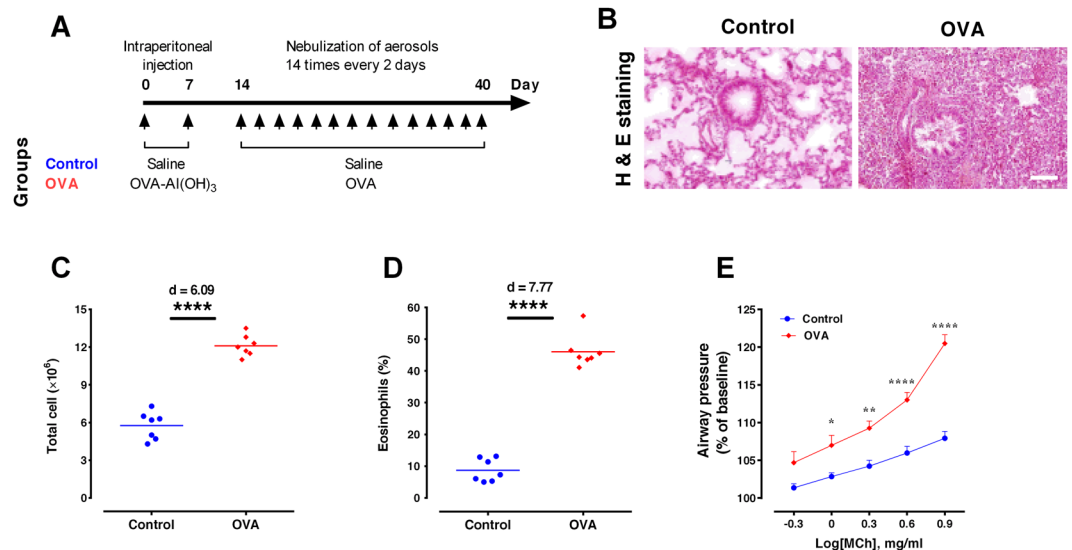 A
Intraperitoneal
injection
Nebulization of aerosols
14 times every 2 days
0 7 14 40 Day
Groups
Control
OVA
Saline
OVA-Al(OH)3
Saline
OVA
B
Control OVA
H & E staining
C
d = 6.09
****
Total cell (×10⁶)
15
12
9
6
3
0
Control OVA
D
d = 7.77
****
Eosinophils (%)
60
50
40
30
20
10
0
Control OVA
E
Airway pressure
(% of baseline)
125
120
115
110
105
100
Control
OVA
*
**
****
****
-0.3 0 0.3 0.6 0.9
Log[MCh], mg/ml